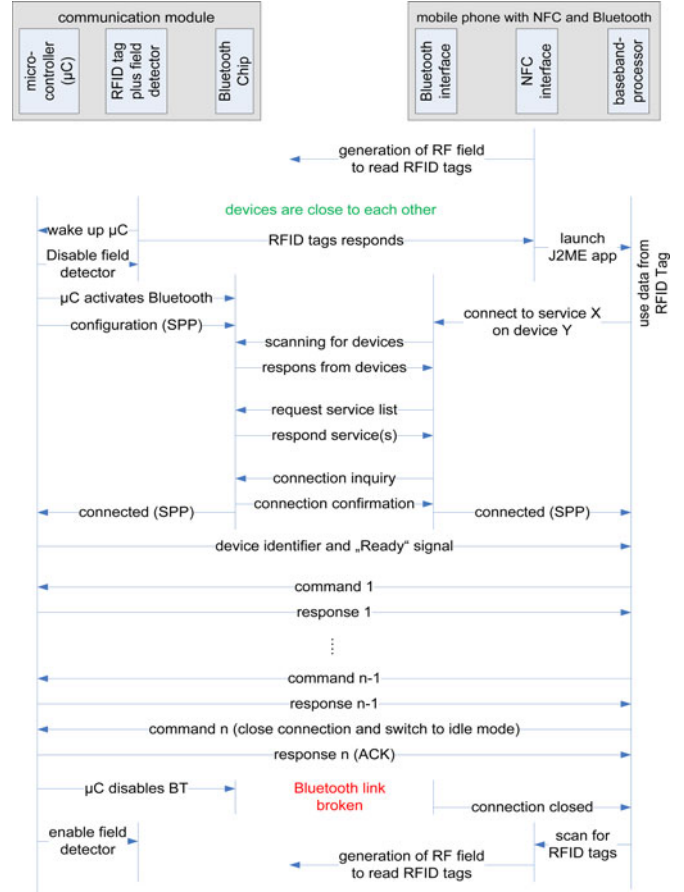 communication module
mobile phone with NFC and Bluetooth
micro-
controller
(µC)
RFID tag
plus field
detector
Bluetooth
Chip
Bluetooth
interface
NFC
interface
baseband-
processor
generation of RF field
to read RFID tags
devices are close to each other
wake up µC
RFID tags responds
launch
J2ME app
Disable field
detector
use data from
RFID Tag
µC activates Bluetooth
configuration (SPP)
connect to service X
on device Y
scanning for devices
respons from devices
request service list
respond service(s)
connection inquiry
connection confirmation
connected (SPP)
connected (SPP)
device identifier and „Ready“ signal
command 1
response 1
command n-1
response n-1
command n (close connection and switch to idle mode)
response n (ACK)
µC disables BT
Bluetooth link
broken
connection closed
enable field
detector
scan for
RFID tags
generation of RF field
to read RFID tags